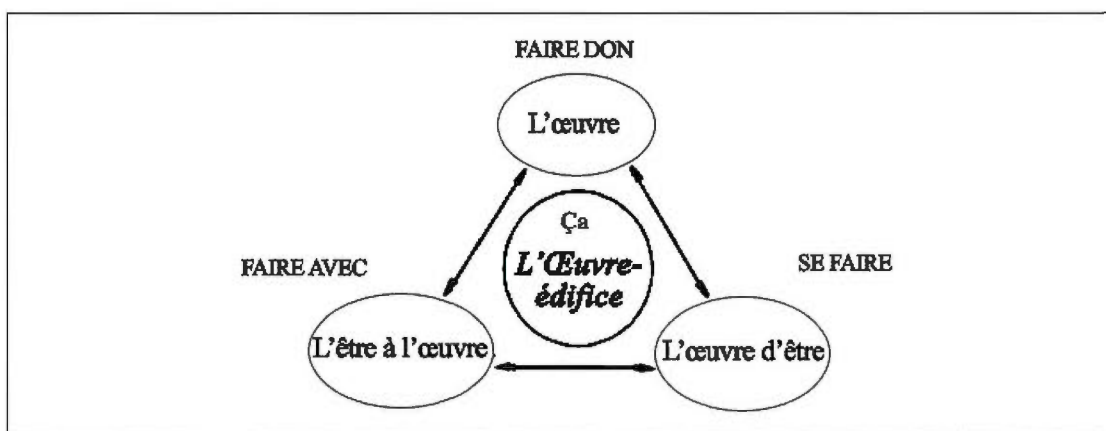 FAIRE DON
L'œuvre
Ça
L'Œuvre-
édifice
FAIRE AVEC
SE FAIRE
L'être à l'œuvre
L'œuvre d'être